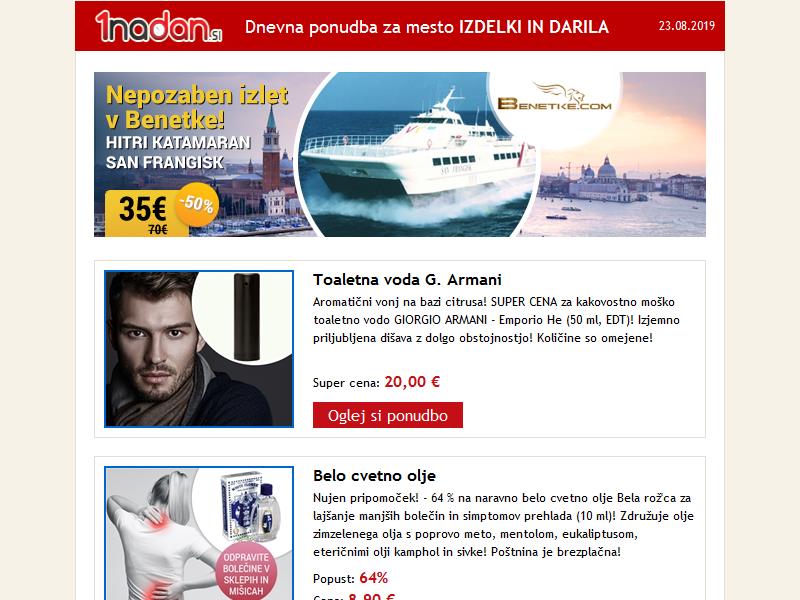 1nadan.si
Dnevna ponudba za mesto IZDELKI IN DARILA
23.08.2019
Nepozaben izlet
v Benetke!
HITRI KATAMARAN
SAN FRANGISK
35€
-50%
70€
BENETKE.COM
SAN FRANGISK
Toaletna voda G. Armani
Aromatični vonj na bazi citrusa! SUPER CENA za kakovostno moško
toaletno vodo GIORGIO ARMANI - Emporio He (50 ml, EDT)! Izjemno
priljubljena dišava z dolgo obstojnostjo! Količine so omejene!
Super cena: 20,00 €
Oglej si ponudbo
WHITE FLOWER
ODPRAVITE
BOLEČINE V
SKLEPIH IN
MIŠICAH
Belo cvetno olje
Nujen pripomoček! - 64 % na naravno belo cvetno olje Bela rožca za
lajšanje manjših bolečin in simptomov prehlada (10 ml)! Združuje olje
zimzelenega olja s poprovo meto, mentolom, eukaliptusom,
eteričnimi olji kamphol in sivke! Poštnina je brezplačna!
Popust: 64%
Cena: 8,90 €